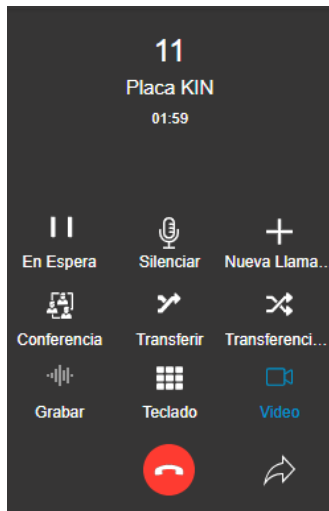 11
Placa KIN
01:59
En Espera Silenciar Nueva Llama..
Conferencia Transferir Transferenci...
Grabar Teclado Video